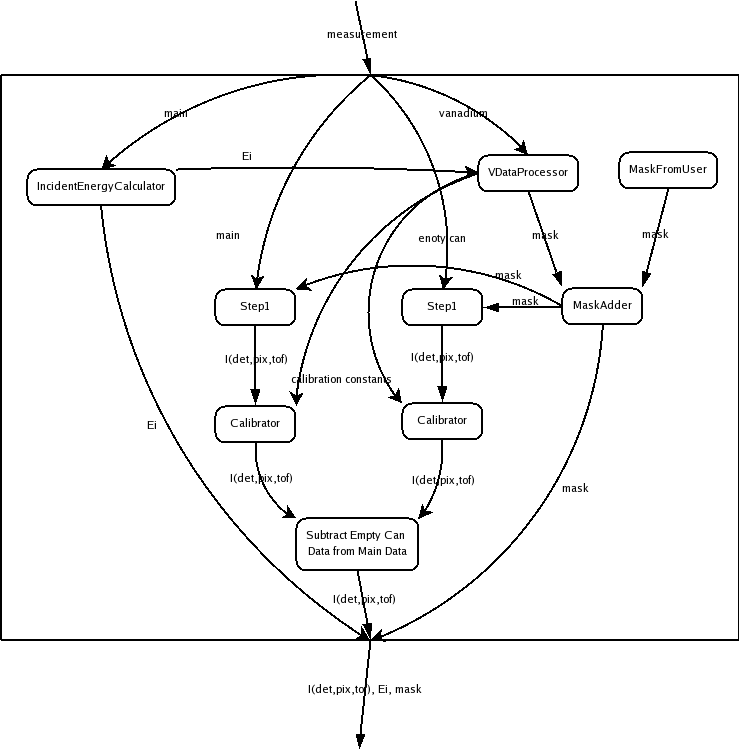 measurement
main
vanadium
Ei
IncidentEnergyCalculator
VDataProcessor
MaskFromUser
main
enoty can
mask
mask
mask
mask
Step1
Step1
MaskAdder
I(det,pix,tof)
I(det,pix,tof)
calibration constants
Calibrator
Calibrator
Ei
I(det,pix,tof)
I(det,pix,tof)
mask
Subtract Empty Can
Data from Main Data
I(det,pix,tof)
I(det,pix,tof), Ei, mask